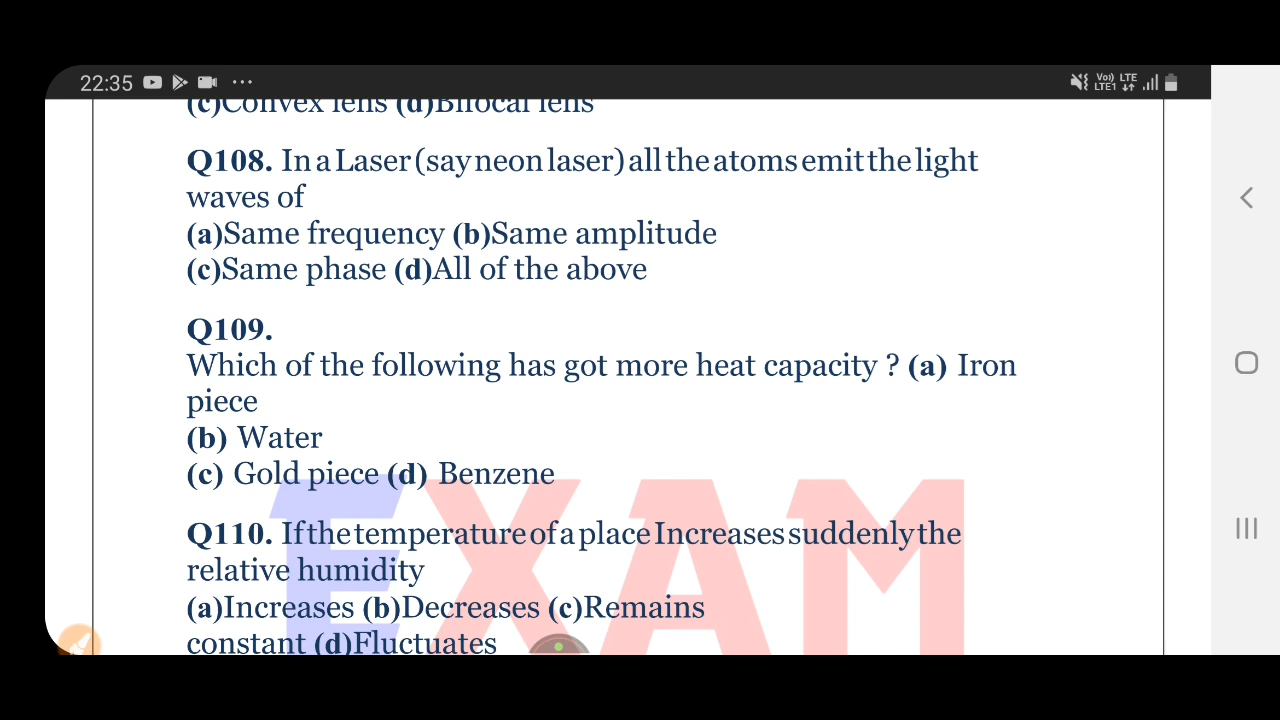 22:35
Vo) LTE
LTE1
(c)Convex lens (d)Bifocal lens
Q108. In a Laser (say neon laser) all the atoms emit the light
waves of
(a)Same frequency (b)Same amplitude
(c)Same phase (d)All of the above
Q109.
Which of the following has got more heat capacity ? (a) Iron
piece
(b) Water
(c) Gold piece (d) Benzene
Q110. If the temperature of a place Increases suddenly the
relative humidity
(a)Increases (b)Decreases (c)Remains
constant (d)Fluctuates
EXAM